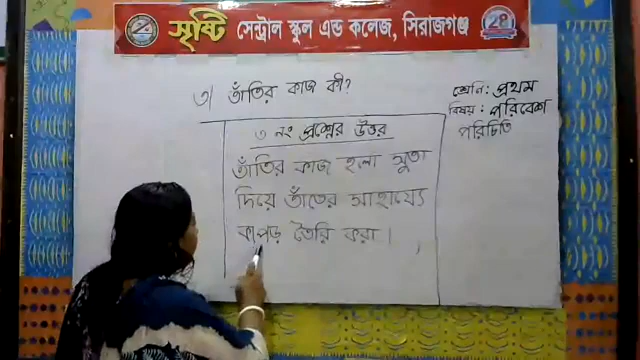 সৃষ্টি সেন্ট্রাল স্কুল এন্ড কলেজ, সিরাজগঞ্জ
৩| তাঁতির কাজ কী?
শ্রেনি: প্রথম
বিষয়: পরিবেশ
পরিচিতি
৩ নং প্রশ্নের উত্তর
তাঁতির কাজ হলো সুতা
দিয়ে তাঁতের সাহায্যে
কাপড় তৈরি করা।